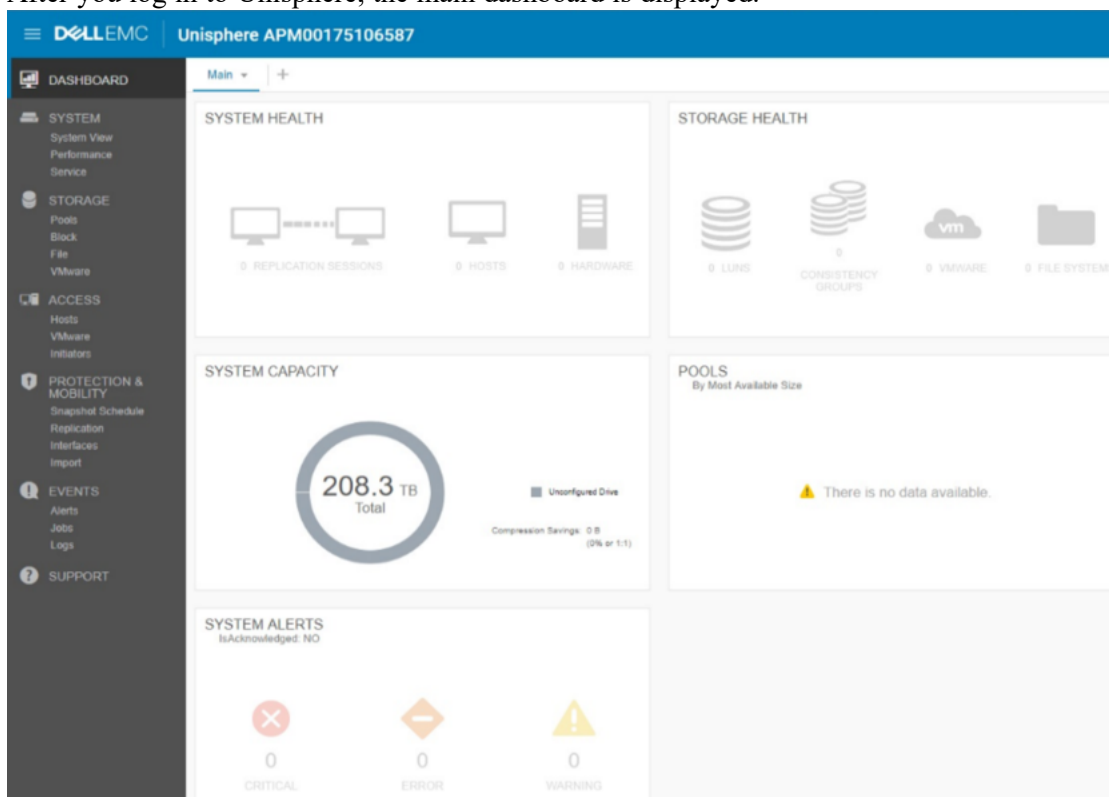 After you log in to Unisphere, the main dashboard is displayed.
DELLEMC
Unisphere APM00175106587
DASHBOARD
SYSTEM
System View
Performance
Service
STORAGE
Pools
Block
File
VMware
ACCESS
Hosts
VMware
Initiators
PROTECTION &
MOBILITY
Snapshot Schedule
Replication
Interfaces
Import
EVENTS
Alerts
Jobs
Logs
SUPPORT
Main
SYSTEM HEALTH
0 REPLICATION SESSIONS
0 HOSTS
0 HARDWARE
STORAGE HEALTH
0 LUNS
0
CONSISTENCY
GROUPS
vm
0 VMWARE
0 FILE SYSTEM
SYSTEM CAPACITY
208.3 TB
Total
Unconfigured Drive
Compression Savings: 0 B
(0% or 1:1)
POOLS
By Most Available Size
There is no data available.
SYSTEM ALERTS
IsAcknowledged: NO
0
CRITICAL
0
ERROR
0
WARNING